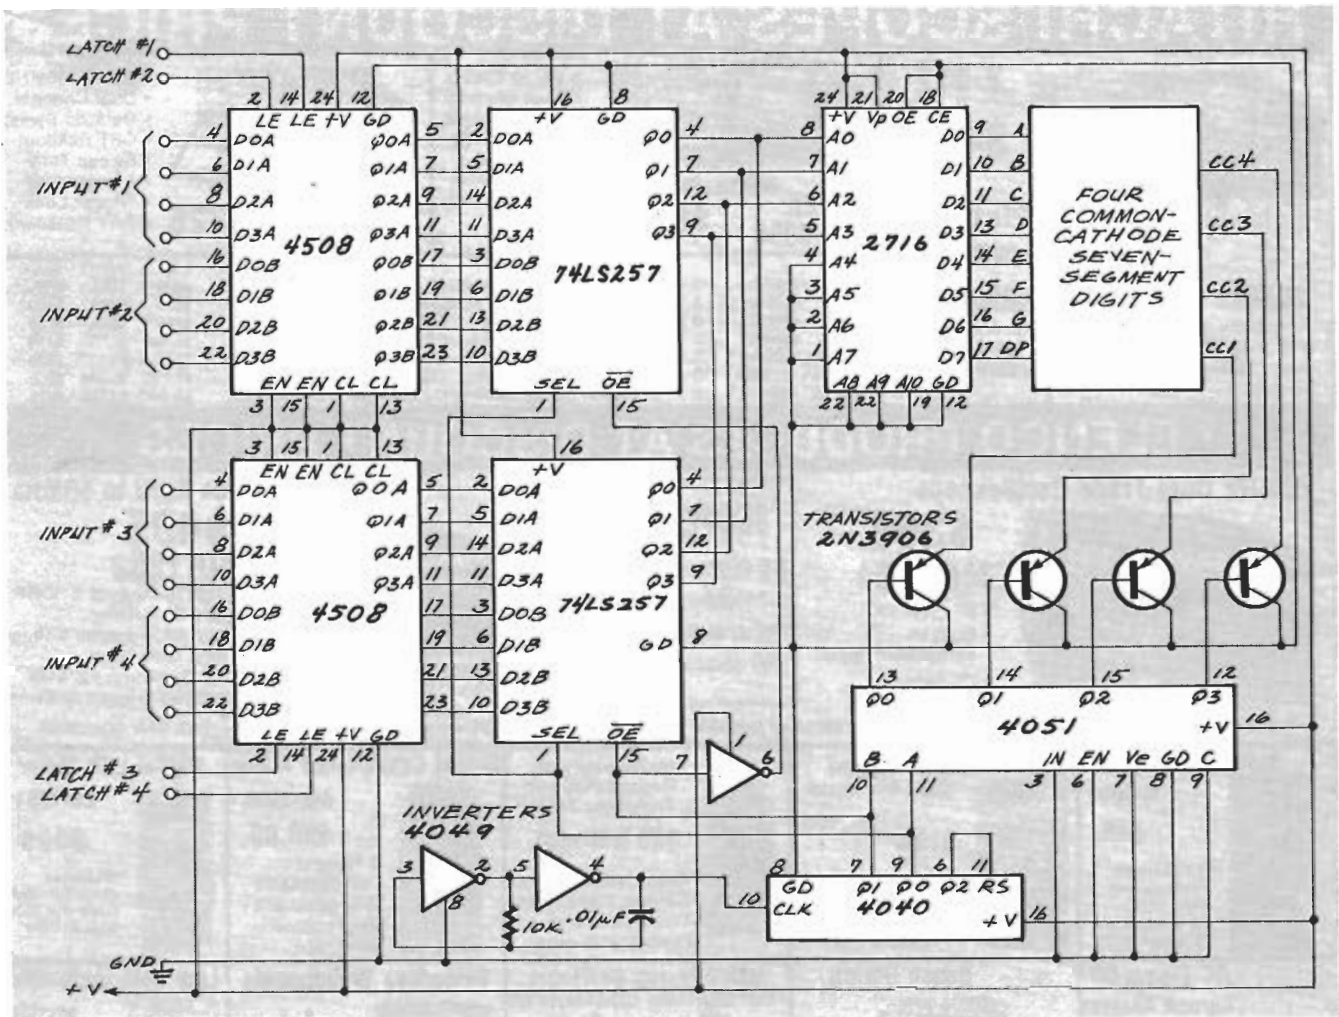 LATCH #1
LATCH #2
2 14 24 12
LE LE +V GD
16 8
+V GD
24 21 20 18
+V Vp OE CE
INPUT #1
4 D0A
6 D1A
8 D2A
10 D3A
INPUT #2
16 D0B
18 D1B
20 D2B
22 D3B
4508
Q0A 5
Q1A 7
Q2A 9
Q3A 11
Q0B 17
Q1B 19
Q2B 21
Q3B 23
EN EN CL CL
3 15 1 13
2 D0A
5 D1A
14 D2A
11 D3A
3 D0B
6 D1B
13 D2B
10 D3B
74LS257
Q0 4
Q1 7
Q2 12
Q3 9
SEL OE
1 15
8 A0
7 A1
6 A2
5 A3
4 A4
3 A5
2 A6
1 A7
2716
D0 9 A
D1 10 B
D2 11 C
D3 13 D
D4 14 E
D5 15 F
D6 16 G
D7 17 DP
A8 A9 A10 GD
22 22 19 12
FOUR
COMMON-
CATHODE
SEVEN-
SEGMENT
DIGITS
CC4
CC3
CC2
CC1
3 15 1 13
EN EN CL CL
16
+V
INPUT #3
4 D0A
6 D1A
8 D2A
10 D3A
INPUT #4
16 D0B
18 D1B
20 D2B
22 D3B
4508
Q0A 5
Q1A 7
Q2A 9
Q3A 11
17
19
21
23
LE LE +V GD
2 14 24 12
LATCH #3
LATCH #4
2 D0A
5 D1A
14 D2A
11 D3A
3 D0B
6 D1B
13 D2B
10 D3B
74LS257
Q0 4
Q1 7
Q2 12
Q3 9
GD 8
SEL OE
1 15
TRANSISTORS
2N3906
13 14 15 12
Q0 Q1 Q2 Q3
4051
+V 16
B A IN EN Ve GD C
10 11 3 6 7 8 9
7 1 6
INVERTERS
4049
3 2 5 4
8
10K
.01µF
8 7 9 6 11
GD Q1 Q0 Q2 RS
10 CLK
4040
+V 16
GND
+V